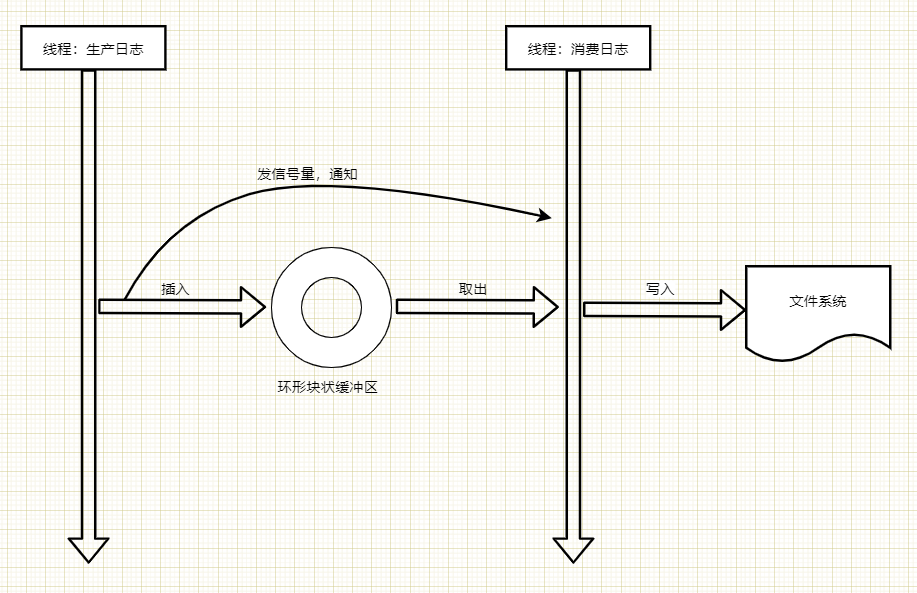 线程：生产日志
线程：消费日志
发信号量，通知
插入
取出
写入
文件系统
环形块状缓冲区